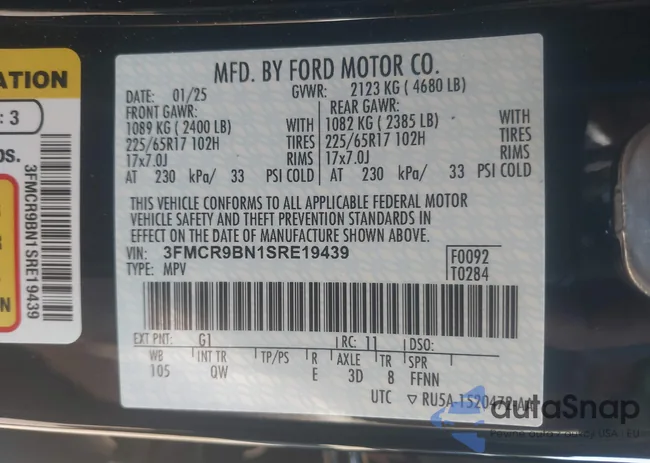 ATION
: 3
OS.
N
3FMCR9BN1SRE19439
MFD. BY FORD MOTOR CO.
DATE: 01/25 GVWR: 2123 KG ( 4680 LB)
FRONT GAWR: REAR GAWR:
1089 KG ( 2400 LB) WITH 1082 KG ( 2385 LB) WITH
225/65R17 102H TIRES 225/65R17 102H TIRES
17x7.0J RIMS 17x7.0J RIMS
AT 230 kPa/ 33 PSI COLD AT 230 kPa/ 33 PSI COLD
THIS VEHICLE CONFORMS TO ALL APPLICABLE FEDERAL MOTOR
VEHICLE SAFETY AND THEFT PREVENTION STANDARDS IN
EFFECT ON THE DATE OF MANUFACTURE SHOWN ABOVE.
VIN: 3FMCR9BN1SRE19439 F0092
TYPE: MPV T0284
EXT PNT: G1 RC: 11 DSO:
WB INT TR TP/PS R AXLE TR SPR
105 QW E 3D 8 FFNN
UTC ▽ RU5A-1520472-AA
autoSnap